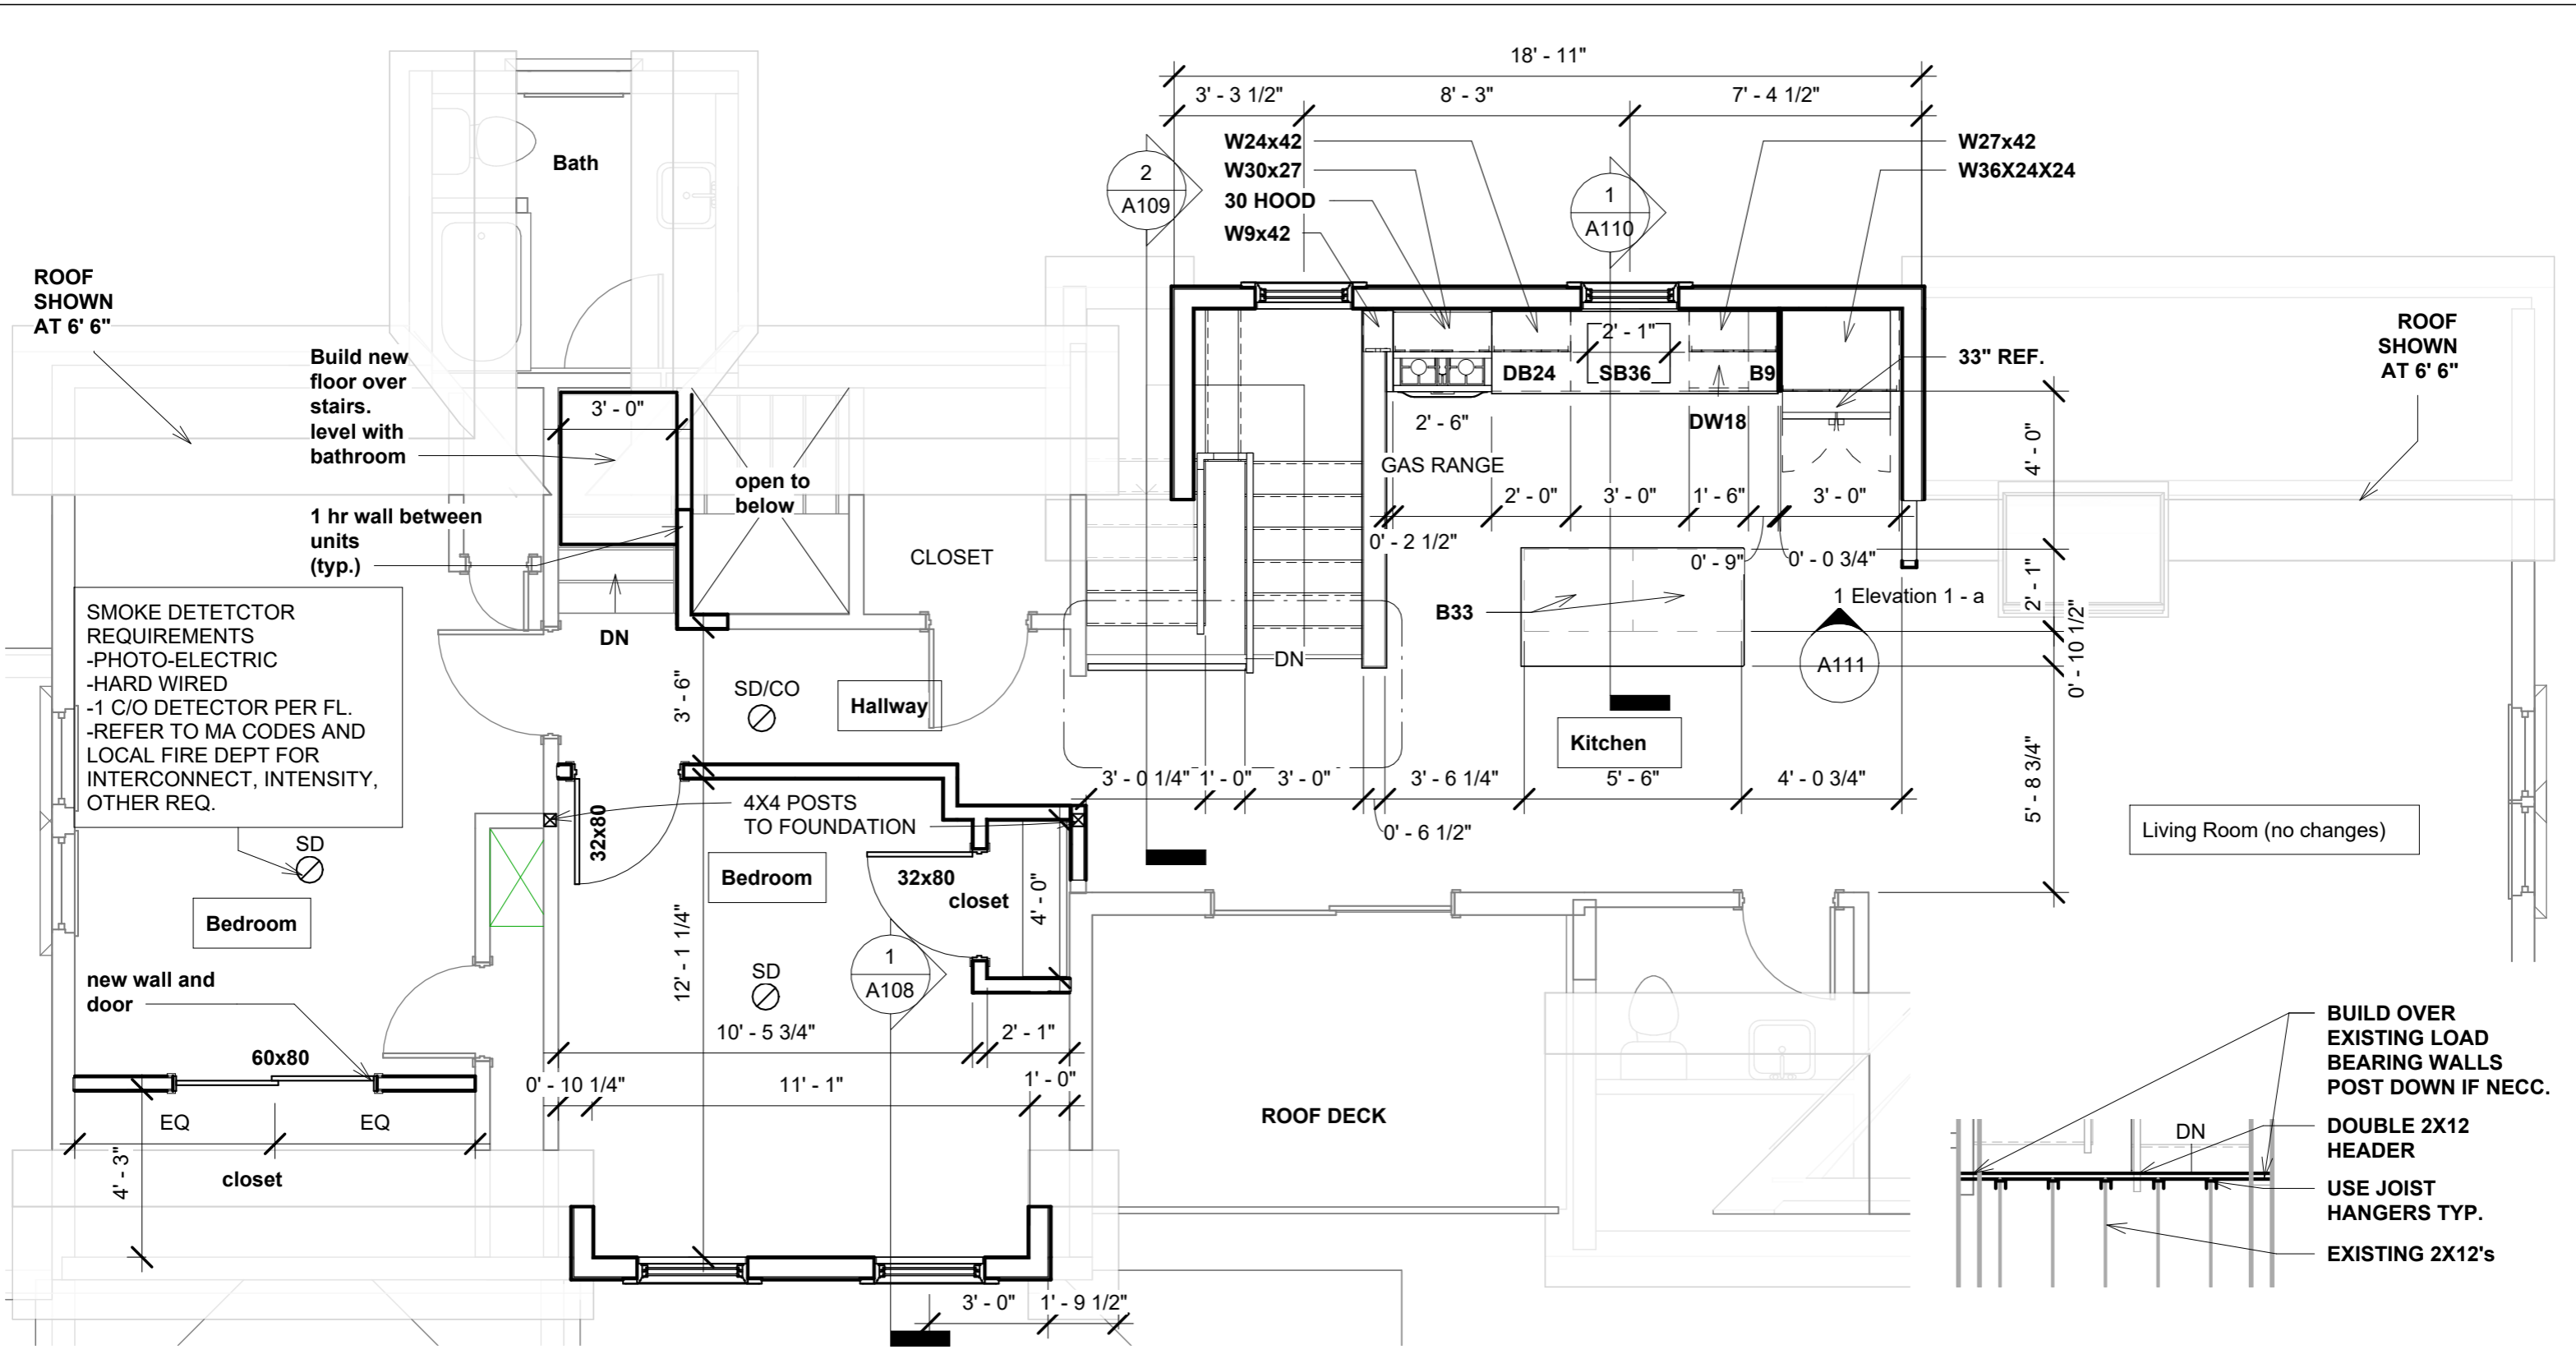 18' - 11"
3' - 3 1/2"
8' - 3"
7' - 4 1/2"
W24x42
W30x27
30 HOOD
W9x42
W27x42
W36X24X24
2
A109
1
A110
Bath
ROOF
SHOWN
AT 6' 6"
ROOF
SHOWN
AT 6' 6"
Build new
floor over
stairs.
level with
bathroom
3' - 0"
open to
below
1 hr wall between
units
(typ.)
CLOSET
2' - 1"
33" REF.
DB24
SB36
B9
2' - 6"
DW18
GAS RANGE
2' - 0"
3' - 0"
1' - 6"
3' - 0"
4' - 0"
0' - 2 1/2"
0' - 9"
0' - 0 3/4"
2' - 1"
0' - 10 1/2"
1 Elevation 1 - a
A111
B33
SMOKE DETETCTOR
REQUIREMENTS
-PHOTO-ELECTRIC
-HARD WIRED
-1 C/O DETECTOR PER FL.
-REFER TO MA CODES AND
LOCAL FIRE DEPT FOR
INTERCONNECT, INTENSITY,
OTHER REQ.
DN
3' - 6"
SD/CO
Hallway
DN
Kitchen
3' - 0 1/4"
1' - 0"
3' - 0"
3' - 6 1/4"
5' - 6"
4' - 0 3/4"
5' - 8 3/4"
0' - 6 1/2"
Living Room (no changes)
32x80
4X4 POSTS
TO FOUNDATION
SD
Bedroom
Bedroom
32x80
closet
4' - 0"
12' - 1 1/4"
1
A108
SD
new wall and
door
60x80
10' - 5 3/4"
2' - 1"
0' - 10 1/4"
11' - 1"
1' - 0"
EQ
EQ
4' - 3"
closet
ROOF DECK
3' - 0"
1' - 9 1/2"
BUILD OVER
EXISTING LOAD
BEARING WALLS
POST DOWN IF NECC.
DN
DOUBLE 2X12
HEADER
USE JOIST
HANGERS TYP.
EXISTING 2X12's